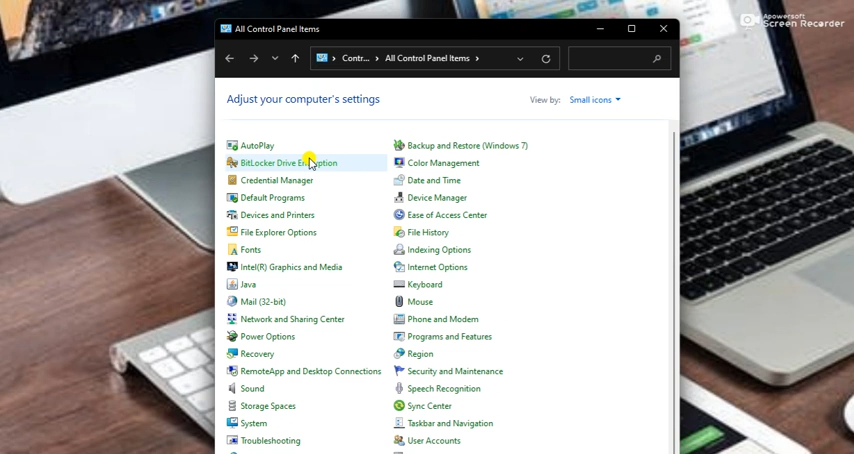 Apowersoft
Screen Recorder
All Control Panel Items
Contr... > All Control Panel Items >
Adjust your computer's settings
View by: Small icons
AutoPlay
Backup and Restore (Windows 7)
BitLocker Drive Encryption
Color Management
Credential Manager
Date and Time
Default Programs
Device Manager
Devices and Printers
Ease of Access Center
File Explorer Options
File History
Fonts
Indexing Options
Intel(R) Graphics and Media
Internet Options
Java
Keyboard
Mail (32-bit)
Mouse
Network and Sharing Center
Phone and Modem
Power Options
Programs and Features
Recovery
Region
RemoteApp and Desktop Connections
Security and Maintenance
Sound
Speech Recognition
Storage Spaces
Sync Center
System
Taskbar and Navigation
Troubleshooting
User Accounts